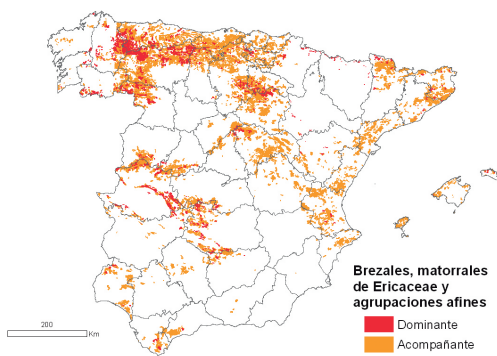 Brezales, matorrales
de Ericaceae y
agrupaciones afines
Dominante
Acompañante
200
Km